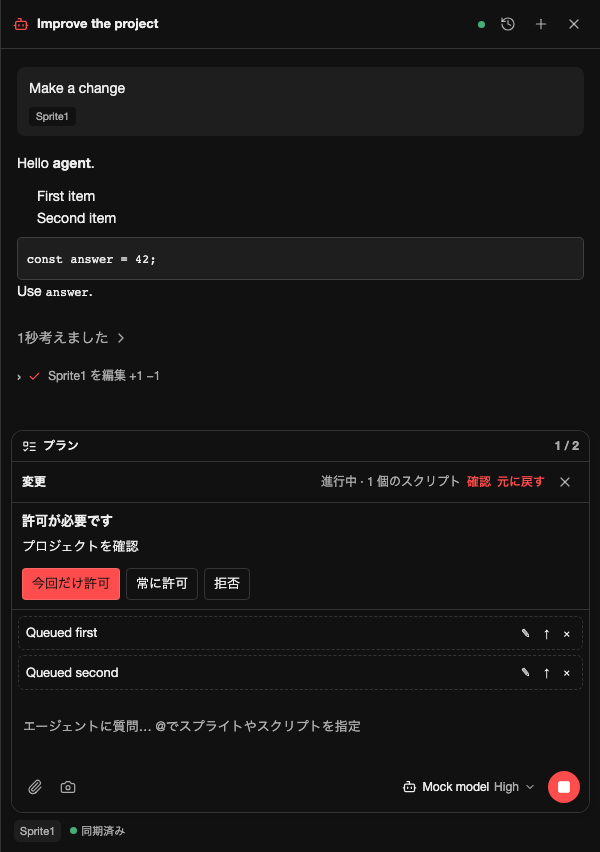 Improve the project
Make a change
Sprite1
Hello agent.
First item
Second item
const answer = 42;
Use answer.
1秒考えました
Sprite1 を編集 +1 −1
プラン 1 / 2
変更 進行中 · 1 個のスクリプト 確認 元に戻す
許可が必要です
プロジェクトを確認
今回だけ許可 常に許可 拒否
Queued first
Queued second
エージェントに質問... @でスプライトやスクリプトを指定
Mock model High
Sprite1 同期済み